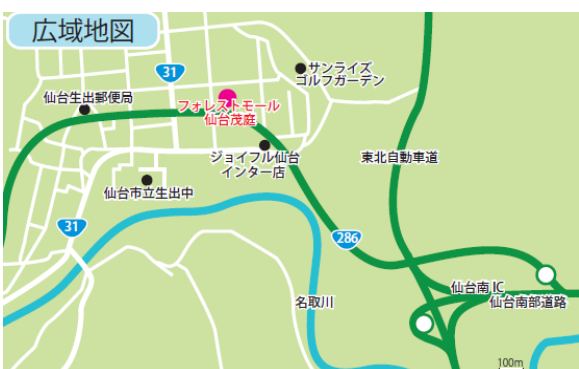 広域地図
31
サンライズ
ゴルフガーデン
仙台生出郵便局
フォレストモール
仙台茂庭
ジョイフル仙台
インター店
東北自動車道
仙台市立生出中
31
286
仙台南IC
名取川
仙台南部道路
100m